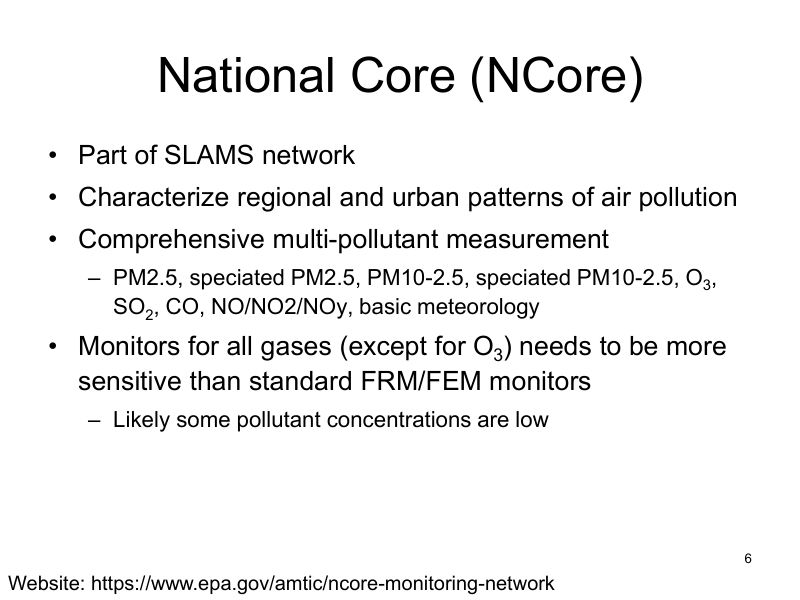 National Core (NCore)
• Part of SLAMS network
• Characterize regional and urban patterns of air pollution
• Comprehensive multi-pollutant measurement
– PM2.5, speciated PM2.5, PM10-2.5, speciated PM10-2.5, O₃,
SO₂, CO, NO/NO2/NOy, basic meteorology
• Monitors for all gases (except for O₃) needs to be more
sensitive than standard FRM/FEM monitors
– Likely some pollutant concentrations are low
6
Website: https://www.epa.gov/amtic/ncore-monitoring-network